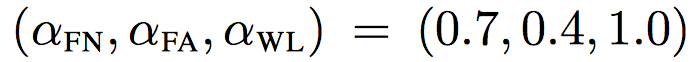 (α_FN, α_FA, α_WL) = (0.7, 0.4, 1.0)